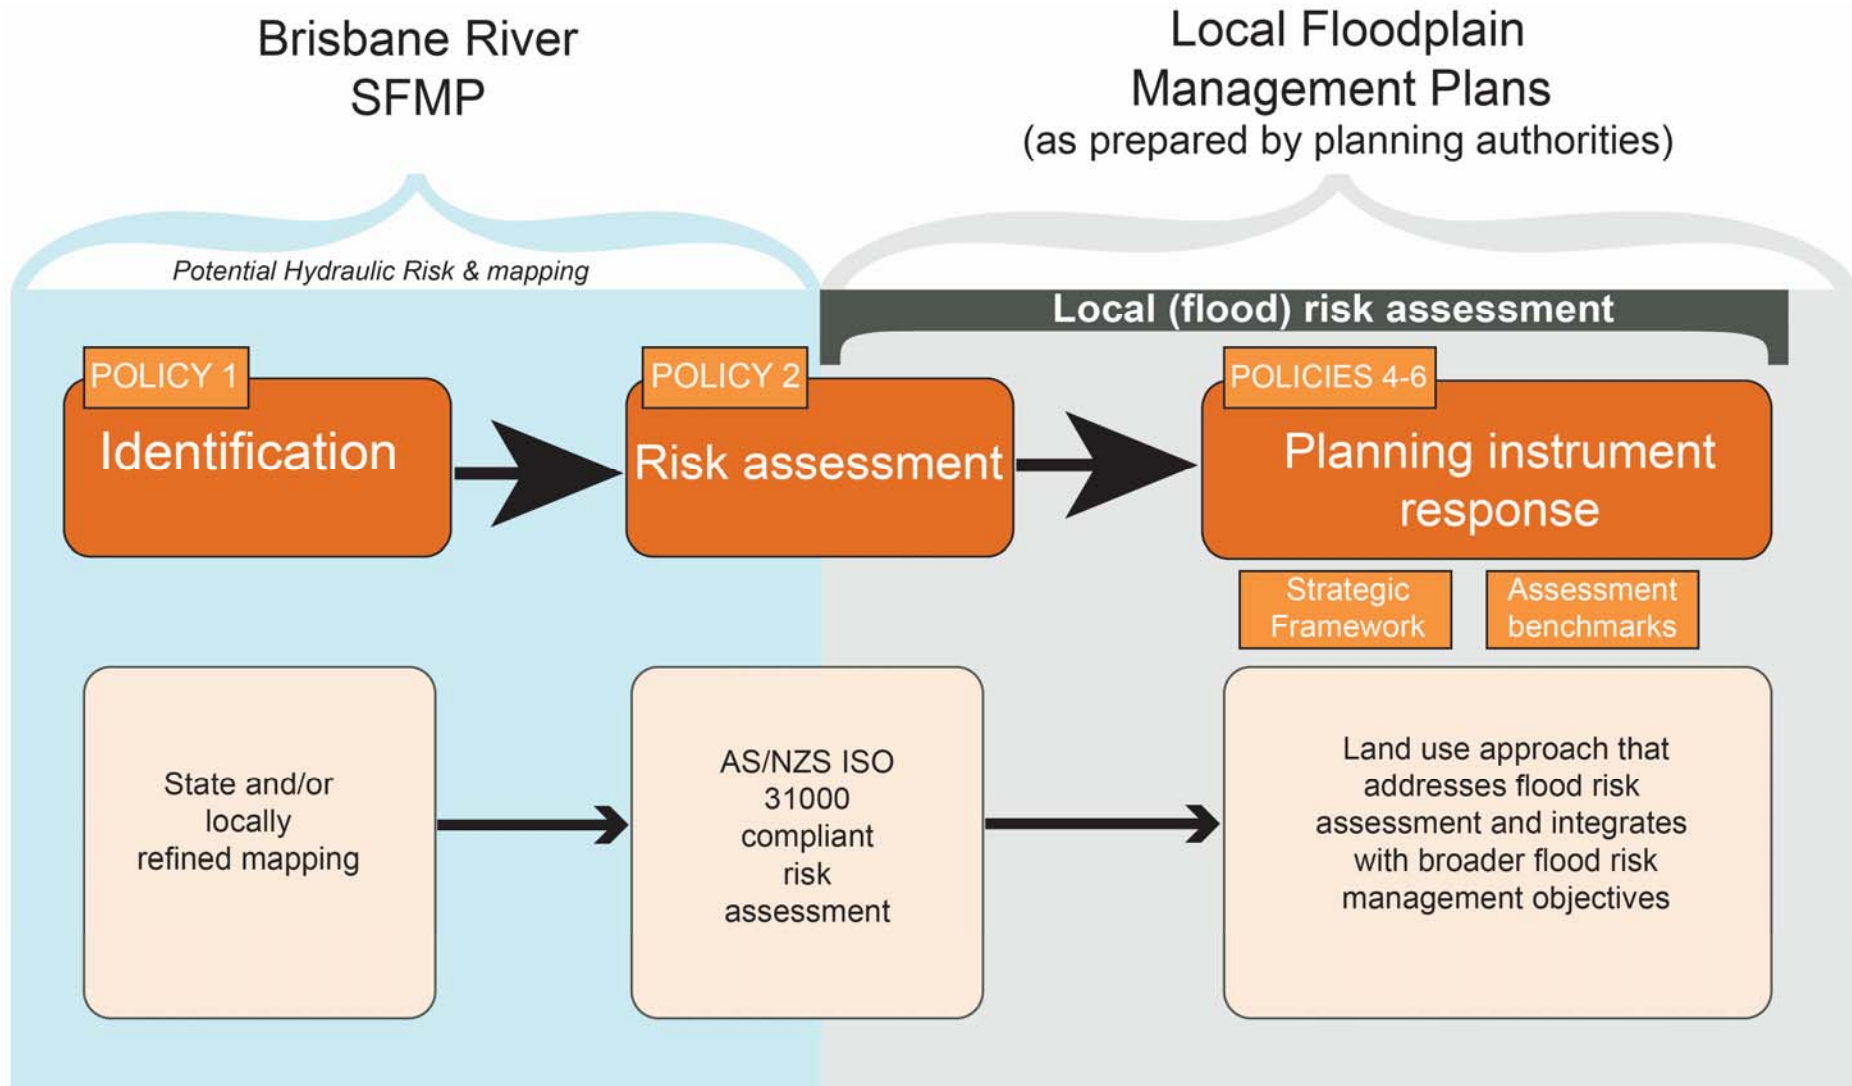 Brisbane River
SFMP
Local Floodplain
Management Plans
(as prepared by planning authorities)
Potential Hydraulic Risk & mapping
Local (flood) risk assessment
POLICY 1
Identification
POLICY 2
Risk assessment
POLICIES 4-6
Planning instrument
response
Strategic
Framework
Assessment
benchmarks
State and/or
locally
refined mapping
AS/NZS ISO
31000
compliant
risk
assessment
Land use approach that
addresses flood risk
assessment and integrates
with broader flood risk
management objectives